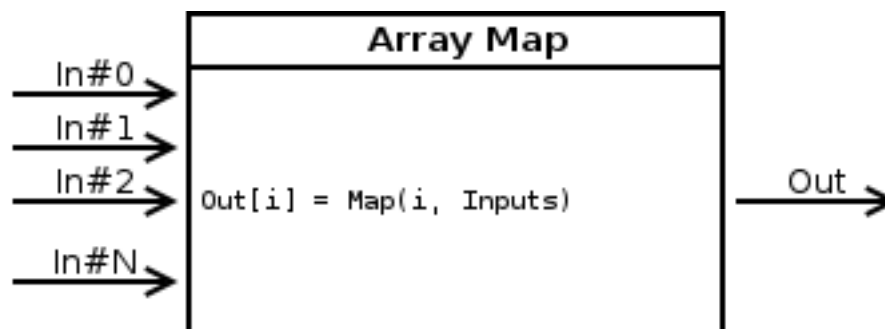 Array Map
In#0
In#1
In#2
In#N
Out[i] = Map(i, Inputs)
Out